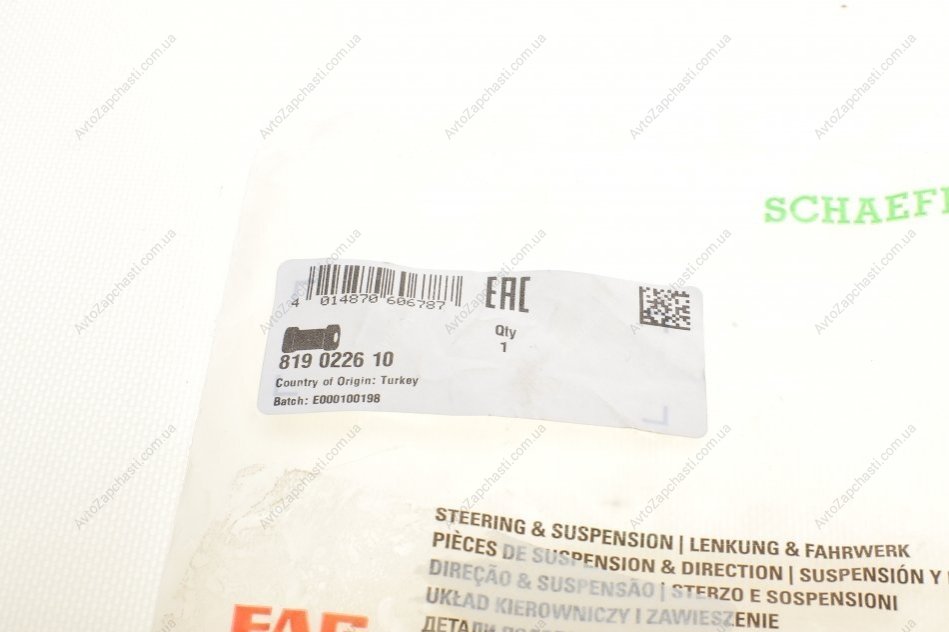 SCHAEF
4 014870 606787
EAC
Qty
1
819 0226 10
Country of Origin: Turkey
Batch: E000100198
STEERING & SUSPENSION | LENKUNG & FAHRWERK
PIÈCES DE SUSPENSION & DIRECTION | SUSPENSIÓN Y
DIREÇÃO & SUSPENSÃO | STERZO E SOSPENSIONI
UKŁAD KIEROWNICZY I ZAWIESZENIE
ДЕТАЛИ
FAG
AvtoZapchasti.com.ua